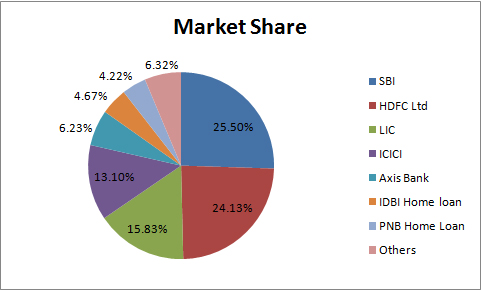 Market Share
6.32%
4.22%
4.67%
6.23%
13.10%
15.83%
24.13%
25.50%
SBI
HDFC Ltd
LIC
ICICI
Axis Bank
IDBI Home loan
PNB Home Loan
Others